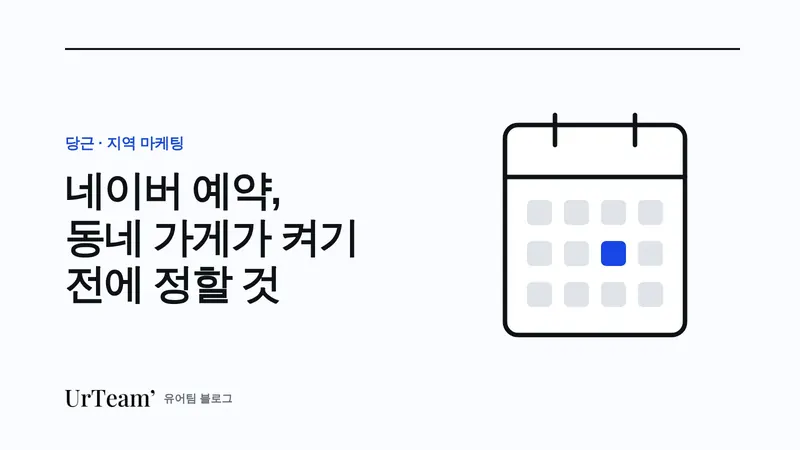 당근 · 지역 마케팅
네이버 예약,
동네 가게가 켜기
전에 정할 것
UrTeam’ 유어팀 블로그